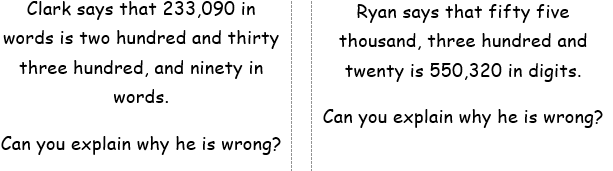 Clark says that 233,090 in
words is two hundred and thirty
three hundred, and ninety in
words.
Can you explain why he is wrong?
Ryan says that fifty five
thousand, three hundred and
twenty is 550,320 in digits.
Can you explain why he is wrong?